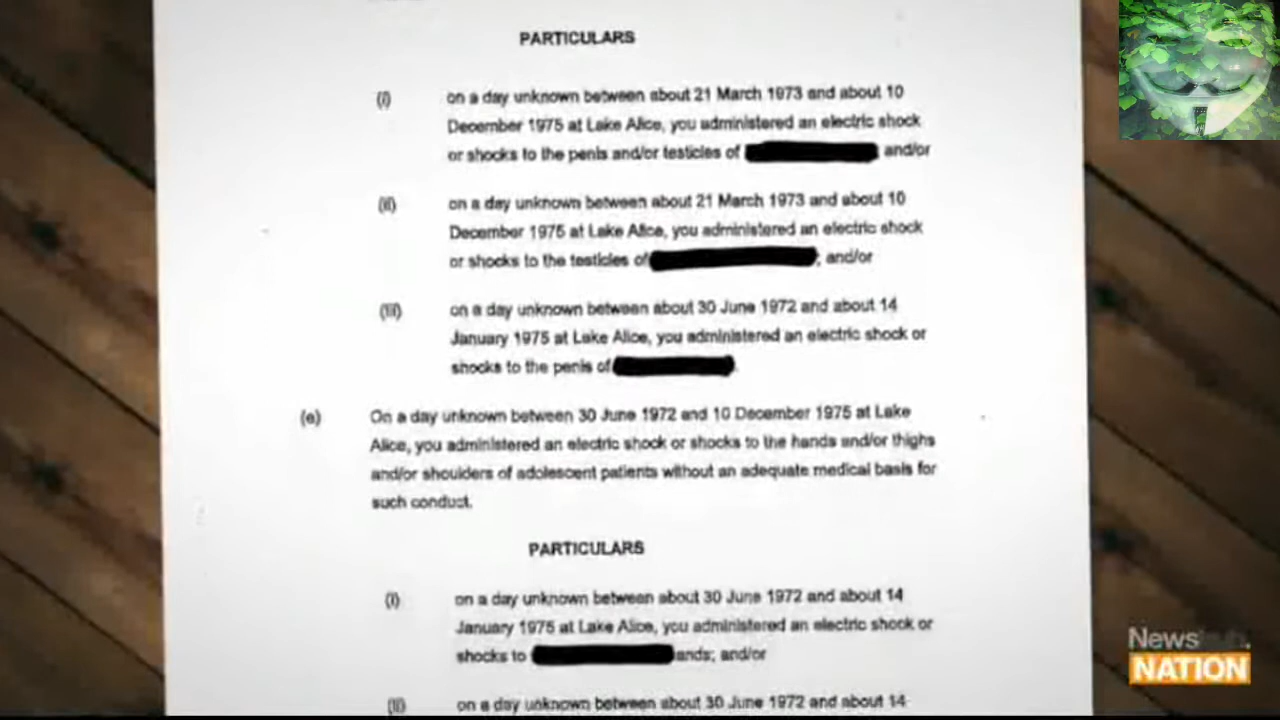 PARTICULARS
(i) on a day unknown between about 21 March 1973 and about 10
December 1975 at Lake Alice, you administered an electric shock
or shocks to the penis and/or testicles of and/or
(ii) on a day unknown between about 21 March 1973 and about 10
December 1975 at Lake Alice, you administered an electric shock
or shocks to the testicles of ; and/or
(iii) on a day unknown between about 30 June 1972 and about 14
January 1975 at Lake Alice, you administered an electric shock or
shocks to the penis of .
(e) On a day unknown between 30 June 1972 and 10 December 1975 at Lake
Alice, you administered an electric shock or shocks to the hands and/or thighs
and/or shoulders of adolescent patients without an adequate medical basis for
such conduct.
PARTICULARS
(i) on a day unknown between about 30 June 1972 and about 14
January 1975 at Lake Alice, you administered an electric shock or
shocks to ands; and/or
(ii) on a day unknown between about 30 June 1972 and about 14
Newshub.
NATION